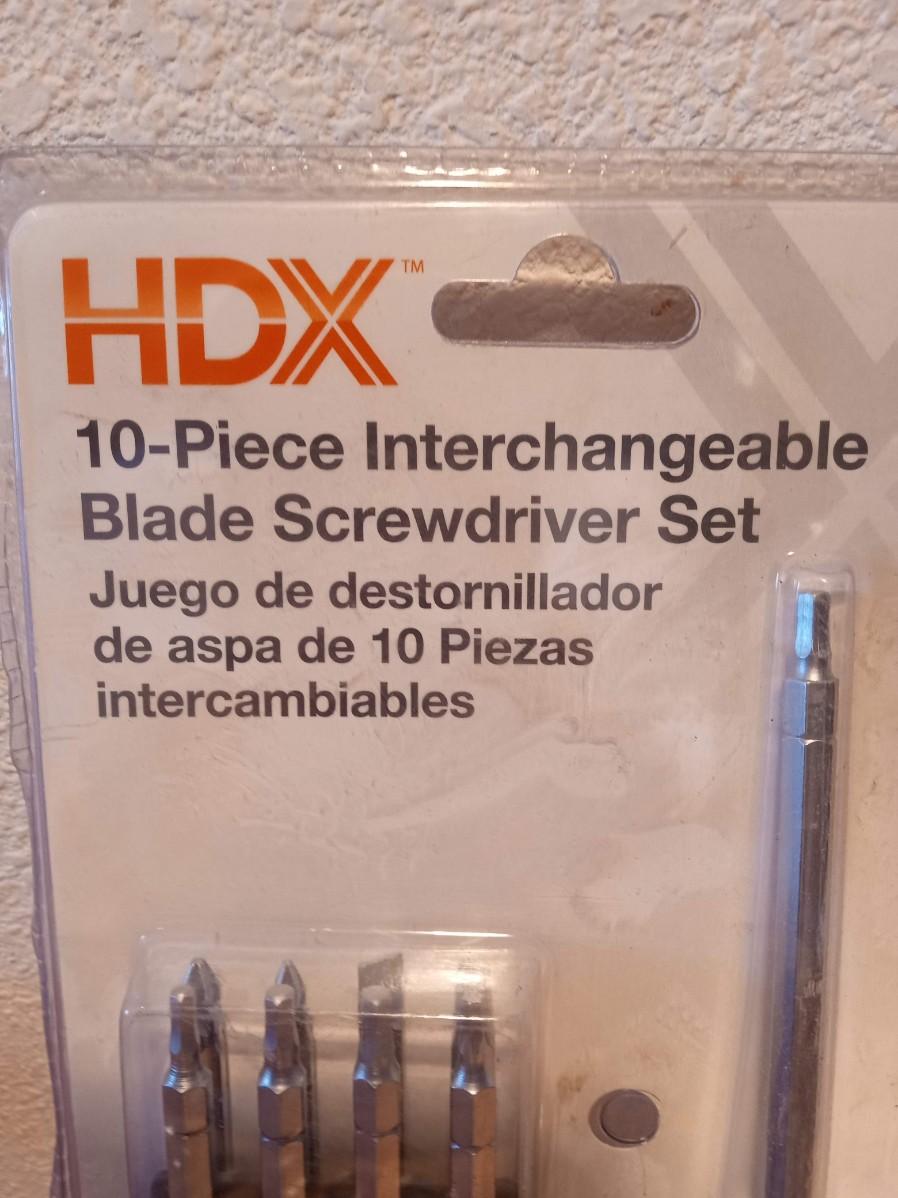 HDX™
10-Piece Interchangeable
Blade Screwdriver Set
Juego de destornillador
de aspa de 10 Piezas
intercambiables